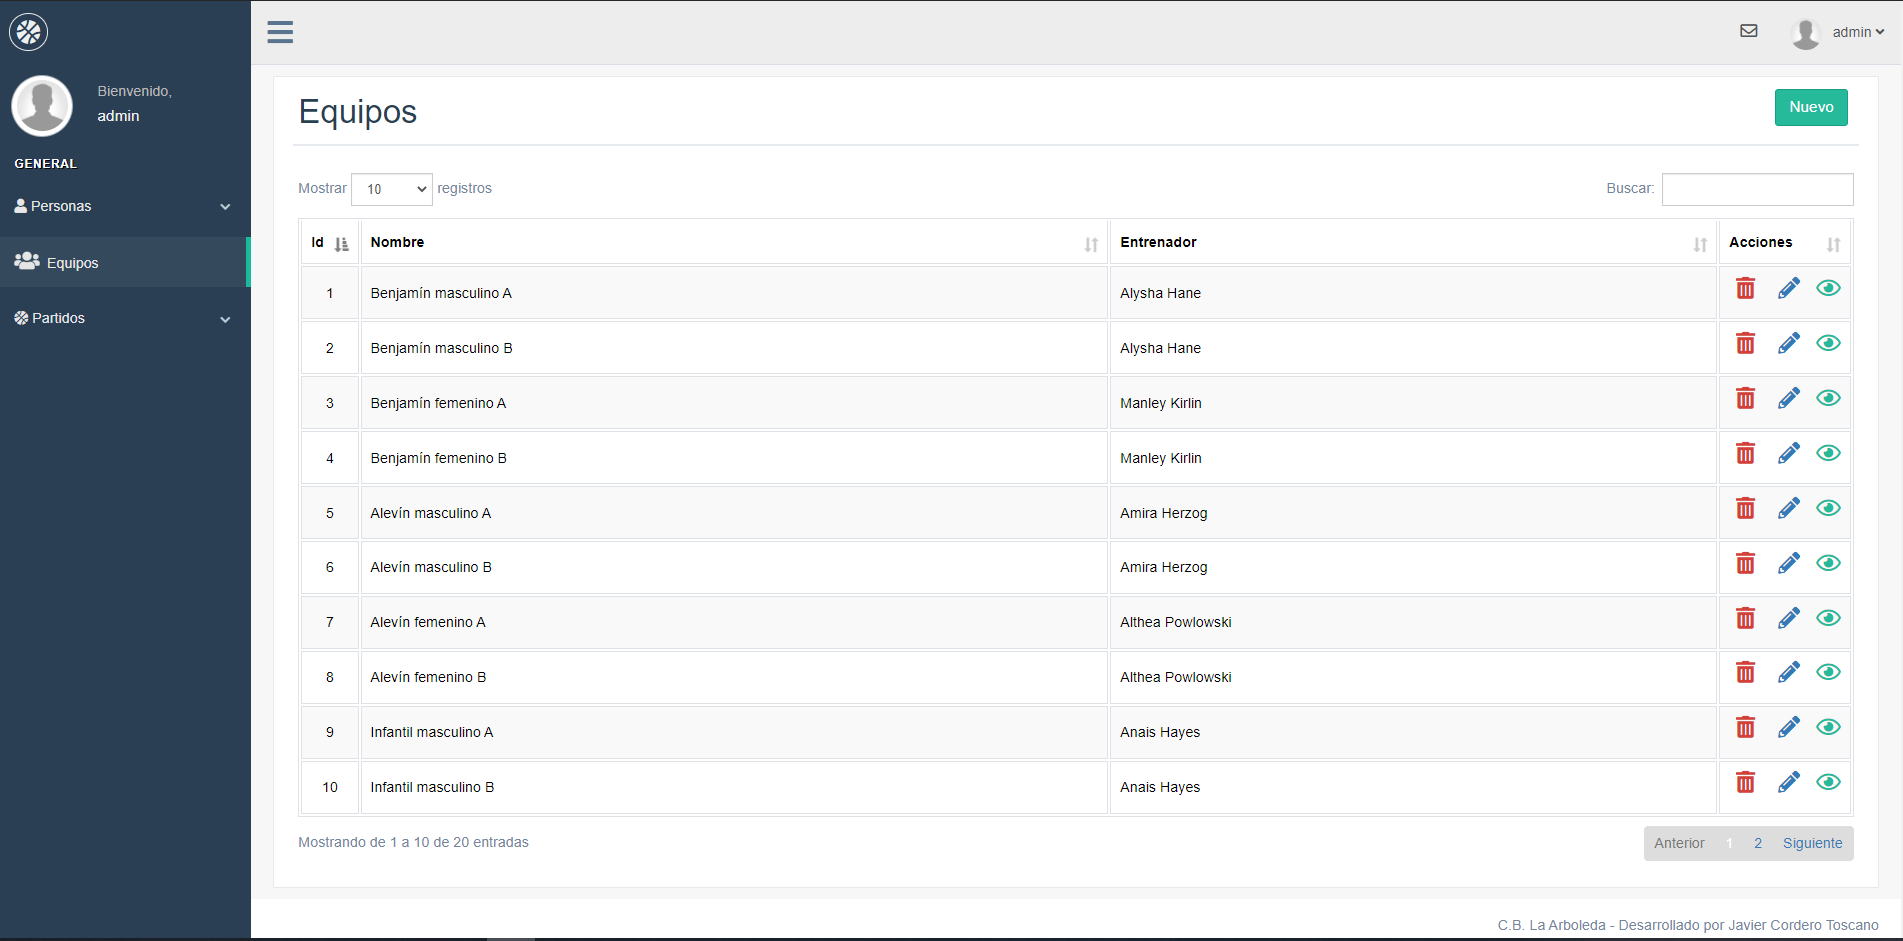 admin
Bienvenido,
admin
GENERAL
Personas
Equipos
Partidos
Equipos
Nuevo
Mostrar 10 registros
Buscar:
Id Nombre Entrenador Acciones
1 Benjamín masculino A Alysha Hane
2 Benjamín masculino B Alysha Hane
3 Benjamín femenino A Manley Kirlin
4 Benjamín femenino B Manley Kirlin
5 Alevín masculino A Amira Herzog
6 Alevín masculino B Amira Herzog
7 Alevín femenino A Althea Powlowski
8 Alevín femenino B Althea Powlowski
9 Infantil masculino A Anais Hayes
10 Infantil masculino B Anais Hayes
Mostrando de 1 a 10 de 20 entradas
Anterior 1 2 Siguiente
C.B. La Arboleda - Desarrollado por Javier Cordero Toscano